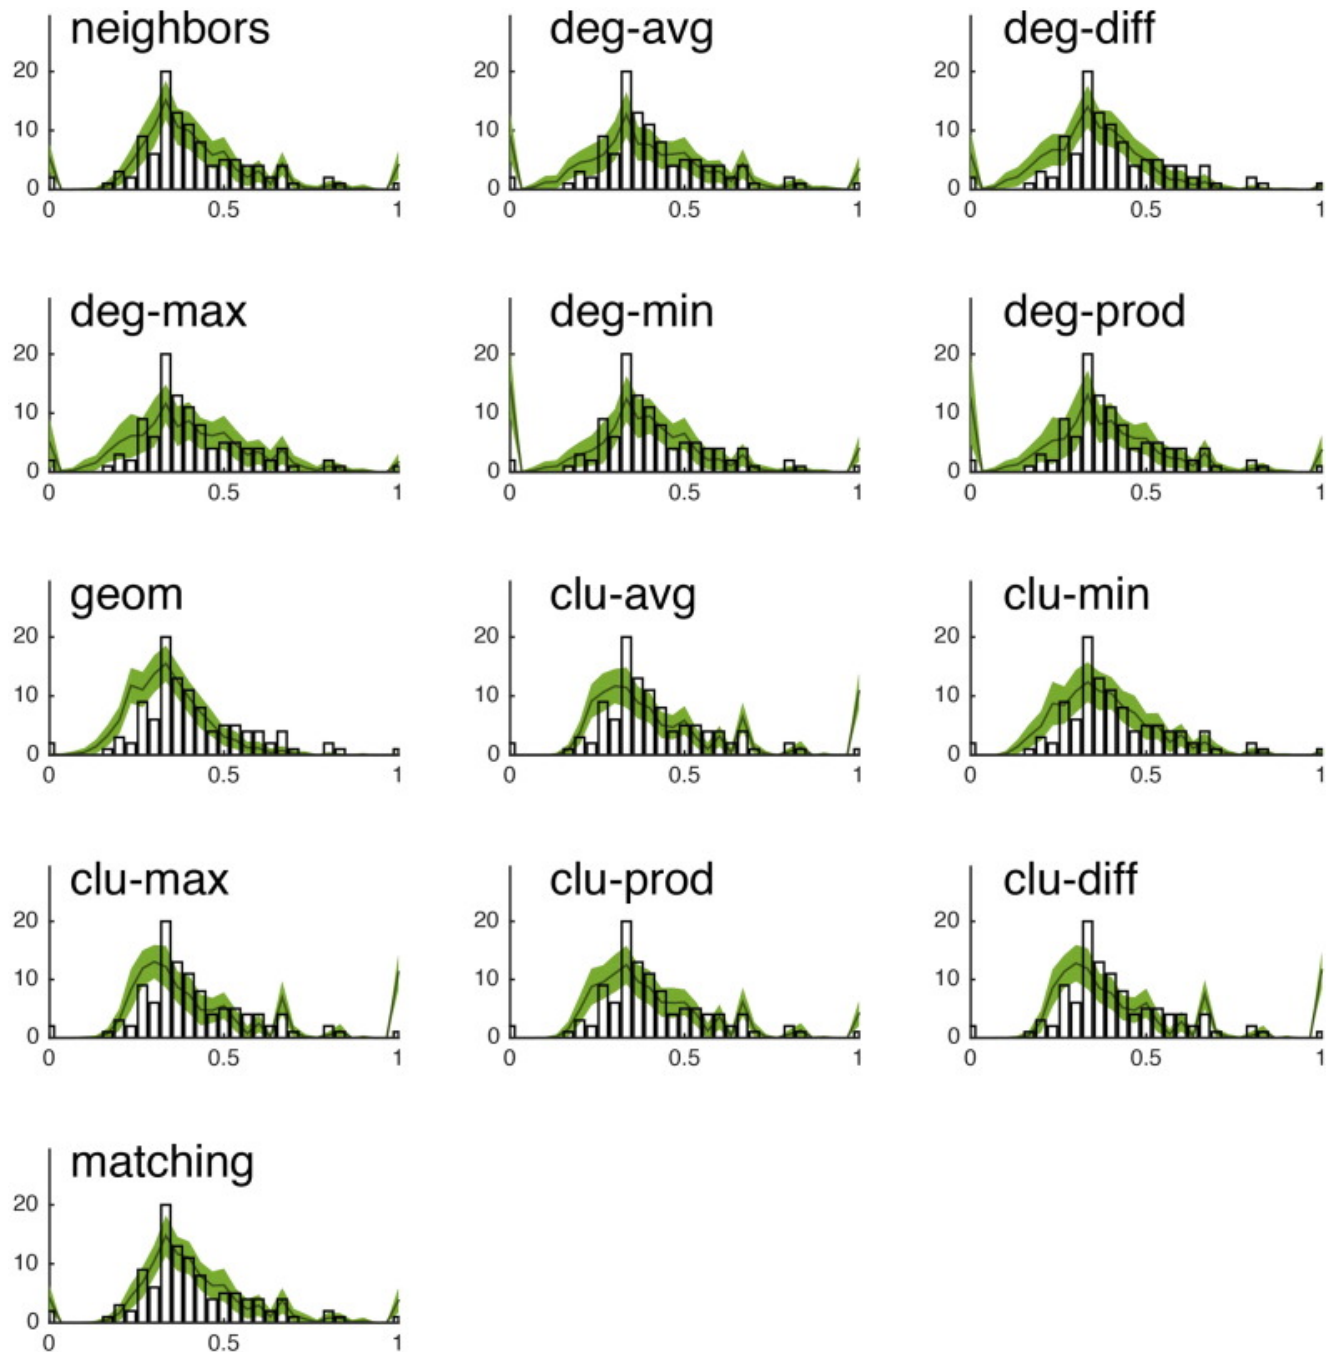 neighbors deg-avg deg-diff
20 20 20
10 10 10
0 0 0
0 0.5 1 0 0.5 1 0 0.5 1
deg-max deg-min deg-prod
20 20 20
10 10 10
0 0 0
0 0.5 1 0 0.5 1 0 0.5 1
geom clu-avg clu-min
20 20 20
10 10 10
0 0 0
0 0.5 1 0 0.5 1 0 0.5 1
clu-max clu-prod clu-diff
20 20 20
10 10 10
0 0 0
0 0.5 1 0 0.5 1 0 0.5 1
matching
20
10
0
0 0.5 1